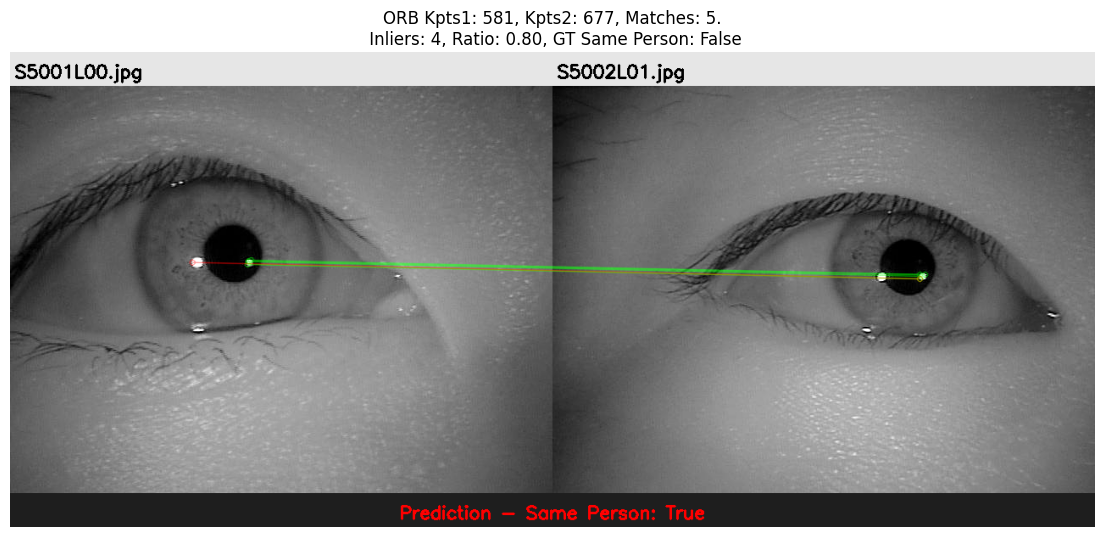 ORB Kpts1: 581, Kpts2: 677, Matches: 5.
Inliers: 4, Ratio: 0.80, GT Same Person: False
S5001L00.jpg
S5002L01.jpg
Prediction - Same Person: True